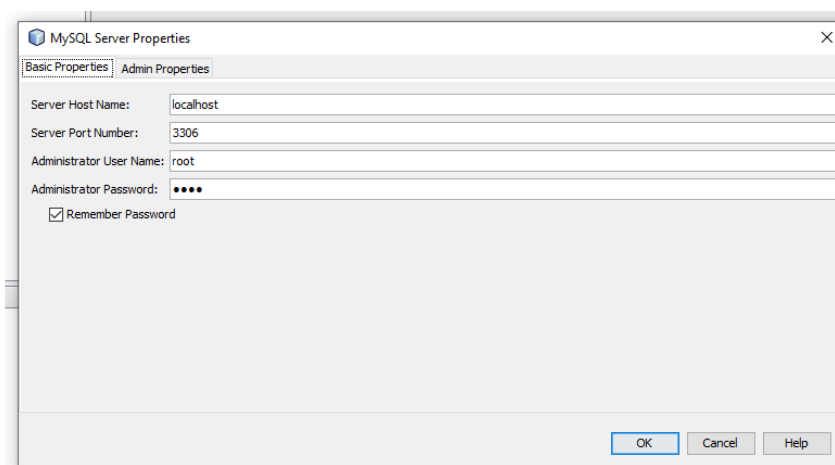 MySQL Server Properties
Basic Properties Admin Properties
Server Host Name: localhost
Server Port Number: 3306
Administrator User Name: root
Administrator Password: ••••
Remember Password
OK Cancel Help